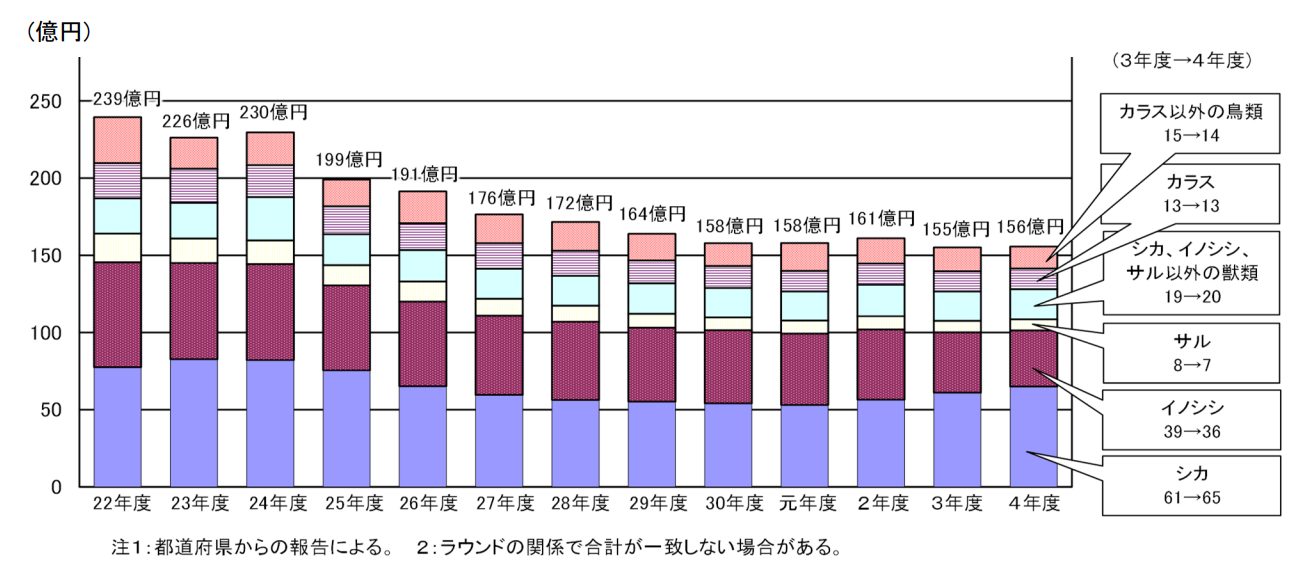 （億円）
（３年度→４年度）
250
200
150
100
50
0
239億円
226億円
230億円
199億円
191億円
176億円
172億円
164億円
158億円
158億円
161億円
155億円
156億円
22年度
23年度
24年度
25年度
26年度
27年度
28年度
29年度
30年度
元年度
２年度
３年度
４年度
カラス以外の鳥類
15→14
カラス
13→13
シカ、イノシシ、
サル以外の獣類
19→20
サル
8→7
イノシシ
39→36
シカ
61→65
注１：都道府県からの報告による。　２：ラウンドの関係で合計が一致しない場合がある。